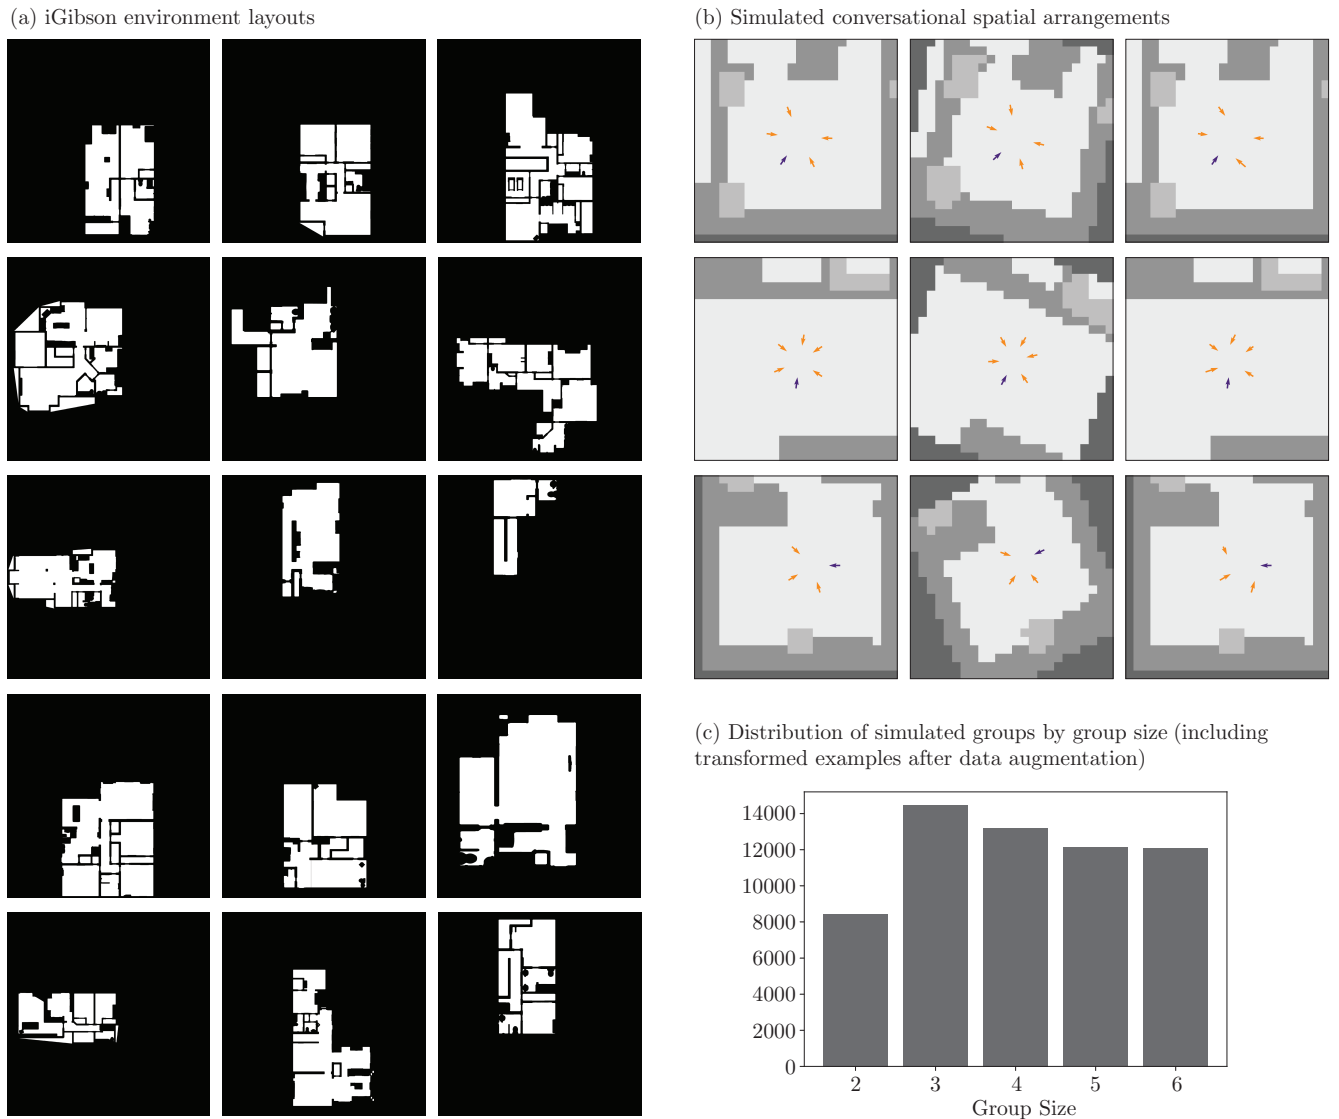 (a) iGibson environment layouts
(b) Simulated conversational spatial arrangements
(c) Distribution of simulated groups by group size (including
transformed examples after data augmentation)
14000
12000
10000
8000
6000
4000
2000
0
2 3 4 5 6
Group Size